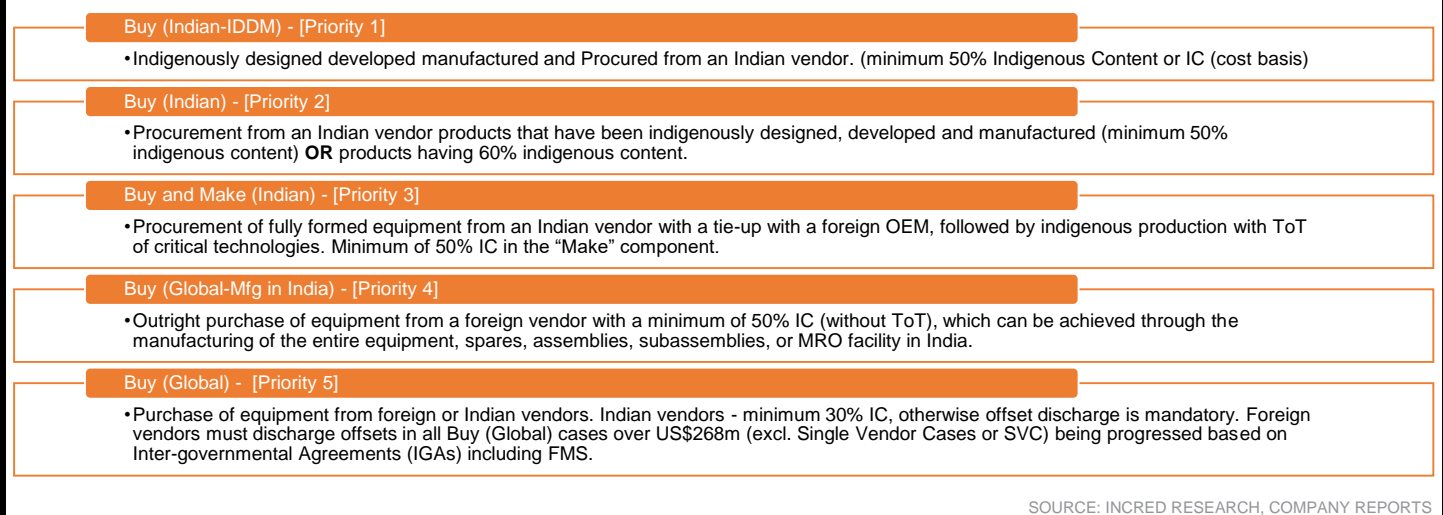 Buy (Indian-IDDM) - [Priority 1]
•Indigenously designed developed manufactured and Procured from an Indian vendor. (minimum 50% Indigenous Content or IC (cost basis)
Buy (Indian) - [Priority 2]
•Procurement from an Indian vendor products that have been indigenously designed, developed and manufactured (minimum 50%
indigenous content) OR products having 60% indigenous content.
Buy and Make (Indian) - [Priority 3]
•Procurement of fully formed equipment from an Indian vendor with a tie-up with a foreign OEM, followed by indigenous production with ToT
of critical technologies. Minimum of 50% IC in the “Make” component.
Buy (Global-Mfg in India) - [Priority 4]
•Outright purchase of equipment from a foreign vendor with a minimum of 50% IC (without ToT), which can be achieved through the
manufacturing of the entire equipment, spares, assemblies, subassemblies, or MRO facility in India.
Buy (Global) - [Priority 5]
•Purchase of equipment from foreign or Indian vendors. Indian vendors - minimum 30% IC, otherwise offset discharge is mandatory. Foreign
vendors must discharge offsets in all Buy (Global) cases over US$268m (excl. Single Vendor Cases or SVC) being progressed based on
Inter-governmental Agreements (IGAs) including FMS.
SOURCE: INCRED RESEARCH, COMPANY REPORTS